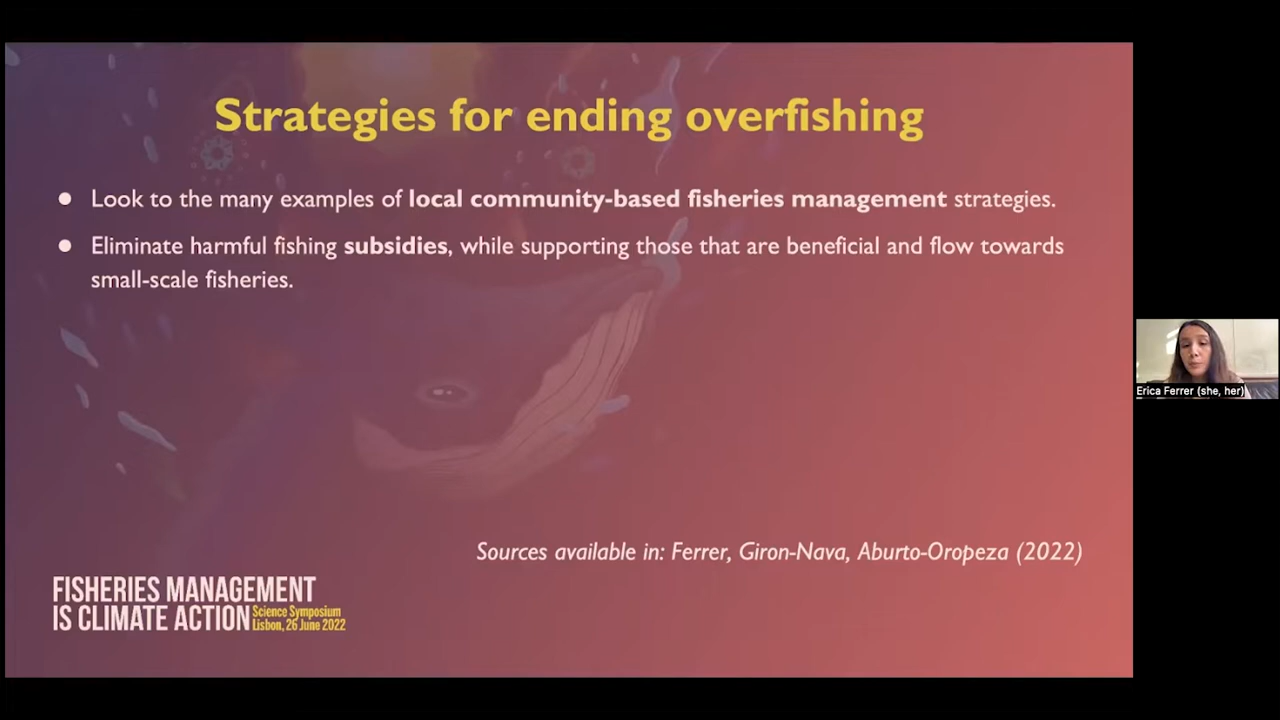 Strategies for ending overfishing
● Look to the many examples of local community-based fisheries management strategies.
● Eliminate harmful fishing subsidies, while supporting those that are beneficial and flow towards
small-scale fisheries.
Sources available in: Ferrer, Giron-Nava, Aburto-Oropeza (2022)
FISHERIES MANAGEMENT
IS CLIMATE ACTION
Science Symposium
Lisbon, 26 June 2022
Erica Ferrer (she, her)